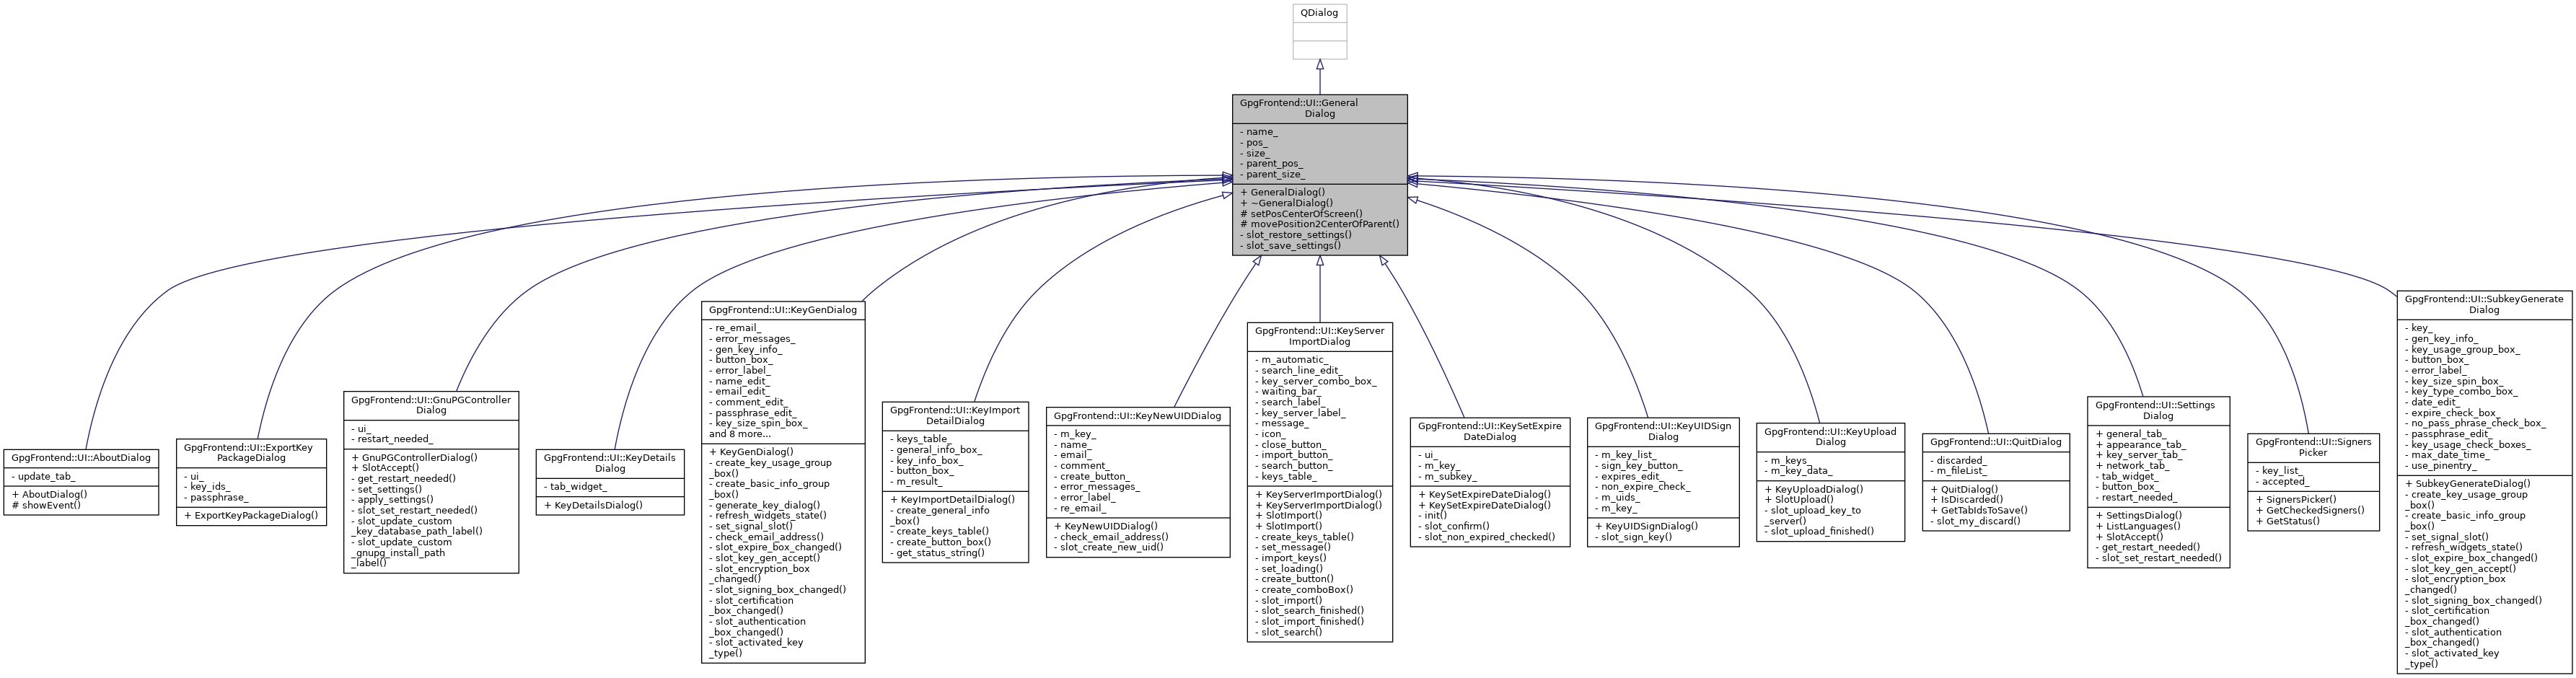 QDialog
GpgFrontend::UI::General
Dialog
- name_
- pos_
- size_
- parent_pos_
- parent_size_
+ GeneralDialog()
+ ~GeneralDialog()
# setPosCenterOfScreen()
# movePosition2CenterOfParent()
- slot_restore_settings()
- slot_save_settings()
GpgFrontend::UI::AboutDialog
- update_tab_
+ AboutDialog()
# showEvent()
GpgFrontend::UI::ExportKey
PackageDialog
- ui_
- key_ids_
- passphrase_
+ ExportKeyPackageDialog()
GpgFrontend::UI::GnuPGController
Dialog
- ui_
- restart_needed_
+ GnuPGControllerDialog()
+ SlotAccept()
- get_restart_needed()
- set_settings()
- apply_settings()
- slot_set_restart_needed()
- slot_update_custom
_key_database_path_label()
- slot_update_custom
_gnupg_install_path
_label()
GpgFrontend::UI::KeyDetails
Dialog
- tab_widget_
+ KeyDetailsDialog()
GpgFrontend::UI::KeyGenDialog
- re_email_
- error_messages_
- gen_key_info_
- button_box_
- error_label_
- name_edit_
- email_edit_
- comment_edit_
- passphrase_edit_
- key_size_spin_box_
and 8 more...
+ KeyGenDialog()
- create_key_usage_group
_box()
- create_basic_info_group
_box()
- generate_key_dialog()
- refresh_widgets_state()
- set_signal_slot()
- check_email_address()
- slot_expire_box_changed()
- slot_key_gen_accept()
- slot_encryption_box
_changed()
- slot_signing_box_changed()
- slot_certification
_box_changed()
- slot_authentication
_box_changed()
- slot_activated_key
_type()
GpgFrontend::UI::KeyImport
DetailDialog
- keys_table_
- general_info_box_
- key_info_box_
- button_box_
- m_result_
+ KeyImportDetailDialog()
- create_general_info
_box()
- create_keys_table()
- create_button_box()
- get_status_string()
GpgFrontend::UI::KeyNewUIDDialog
- m_key_
- name_
- email_
- comment_
- create_button_
- error_messages_
- error_label_
- re_email_
+ KeyNewUIDDialog()
- check_email_address()
- slot_create_new_uid()
GpgFrontend::UI::KeyServer
ImportDialog
- m_automatic_
- search_line_edit_
- key_server_combo_box_
- waiting_bar_
- search_label_
- key_server_label_
- message_
- icon_
- close_button_
- import_button_
- search_button_
- keys_table_
+ KeyServerImportDialog()
+ KeyServerImportDialog()
+ SlotImport()
+ SlotImport()
- create_keys_table()
- set_message()
- import_keys()
- set_loading()
- create_button()
- create_comboBox()
- slot_import()
- slot_search_finished()
- slot_import_finished()
- slot_search()
GpgFrontend::UI::KeySetExpire
DateDialog
- ui_
- m_key_
- m_subkey_
+ KeySetExpireDateDialog()
+ KeySetExpireDateDialog()
- init()
- slot_confirm()
- slot_non_expired_checked()
GpgFrontend::UI::KeyUIDSign
Dialog
- m_key_list_
- sign_key_button_
- expires_edit_
- non_expire_check_
- m_uids_
- m_key_
+ KeyUIDSignDialog()
- slot_sign_key()
GpgFrontend::UI::KeyUpload
Dialog
- m_keys_
- m_key_data_
+ KeyUploadDialog()
+ SlotUpload()
- slot_upload_key_to
_server()
- slot_upload_finished()
GpgFrontend::UI::QuitDialog
- discarded_
- m_fileList_
+ QuitDialog()
+ IsDiscarded()
+ GetTabIdsToSave()
- slot_my_discard()
GpgFrontend::UI::Settings
Dialog
+ general_tab_
+ appearance_tab_
+ key_server_tab_
+ network_tab_
- tab_widget_
- button_box_
- restart_needed_
+ SettingsDialog()
+ ListLanguages()
+ SlotAccept()
- get_restart_needed()
- slot_set_restart_needed()
GpgFrontend::UI::Signers
Picker
- key_list_
- accepted_
+ SignersPicker()
+ GetCheckedSigners()
+ GetStatus()
GpgFrontend::UI::SubkeyGenerate
Dialog
- key_
- gen_key_info_
- key_usage_group_box_
- button_box_
- error_label_
- key_size_spin_box_
- key_type_combo_box_
- date_edit_
- expire_check_box_
- no_pass_phrase_check_box_
- passphrase_edit_
- key_usage_check_boxes_
- max_date_time_
- use_pinentry_
+ SubkeyGenerateDialog()
- create_key_usage_group
_box()
- create_basic_info_group
_box()
- set_signal_slot()
- refresh_widgets_state()
- slot_expire_box_changed()
- slot_key_gen_accept()
- slot_encryption_box
_changed()
- slot_signing_box_changed()
- slot_certification
_box_changed()
- slot_authentication
_box_changed()
- slot_activated_key
_type()